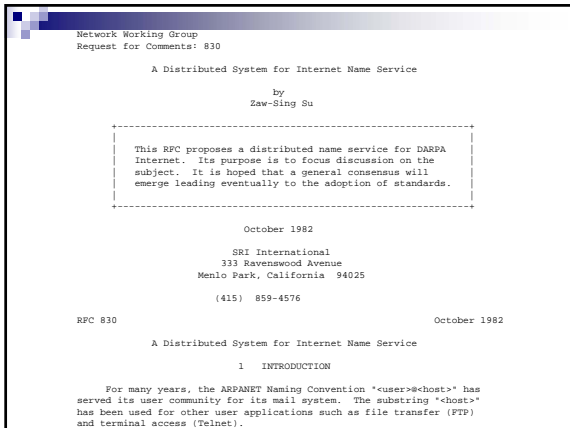 Network Working Group
Request for Comments: 830
A Distributed System for Internet Name Service
by
Zaw-Sing Su
This RFC proposes a distributed name service for DARPA
Internet. Its purpose is to focus discussion on the
subject. It is hoped that a general consensus will
emerge leading eventually to the adoption of standards.
October 1982
SRI International
333 Ravenswood Avenue
Menlo Park, California 94025
(415) 859-4576
RFC 830 October 1982
A Distributed System for Internet Name Service
1 INTRODUCTION
For many years, the ARPANET Naming Convention "<user>@<host>" has
served its user community for its mail system. The substring "<host>"
has been used for other user applications such as file transfer (FTP)
and terminal access (Telnet).